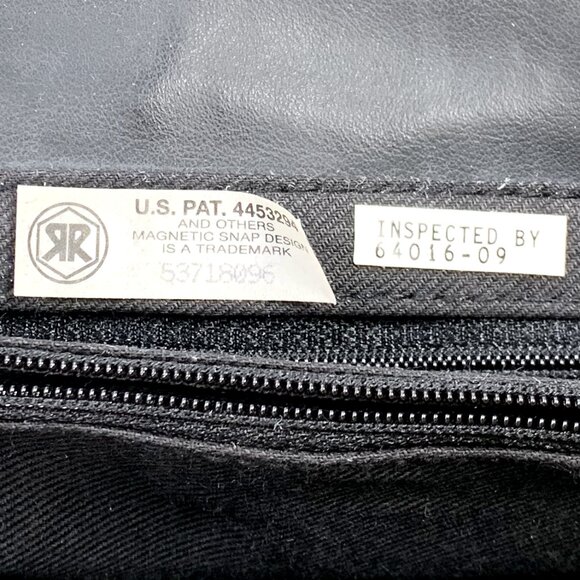 RR
U.S. PAT. 4453294
AND OTHERS
MAGNETIC SNAP DESIGN
IS A TRADEMARK
53718096
INSPECTED BY
64016-09